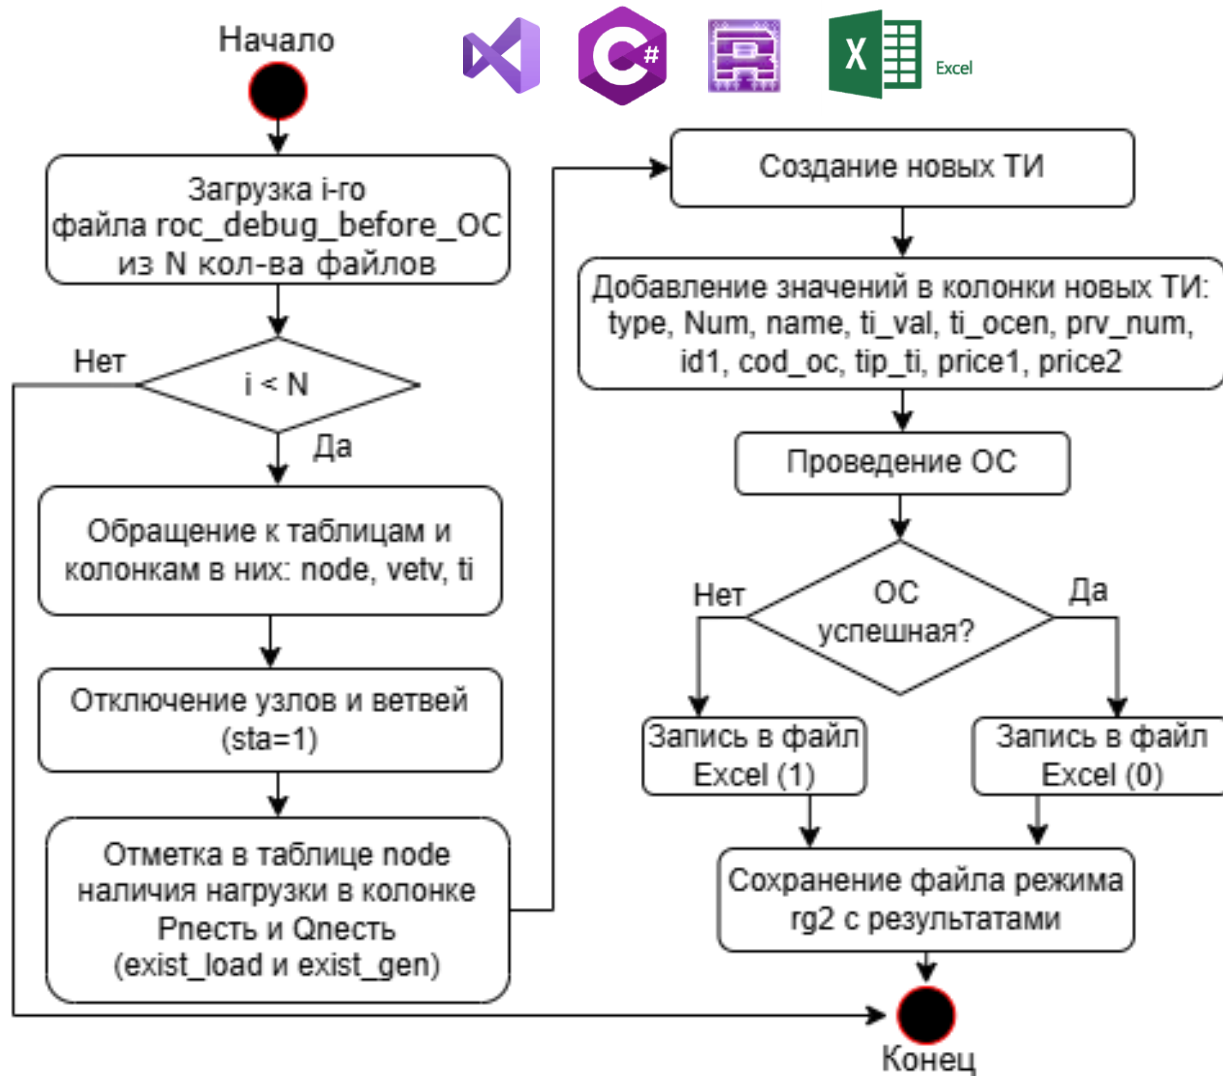 Начало
C#
X
Excel
Загрузка i-го
файла roc_debug_before_OC
из N кол-ва файлов
Нет
i < N
Да
Обращение к таблицам и
колонкам в них: node, vetv, ti
Отключение узлов и ветвей
(sta=1)
Отметка в таблице node
наличия нагрузки в колонке
Pnесть и Qnесть
(exist_load и exist_gen)
Создание новых ТИ
Добавление значений в колонки новых ТИ:
type, Num, name, ti_val, ti_ocen, prv_num,
id1, cod_oc, tip_ti, price1, price2
Проведение ОС
Нет
ОС
успешная?
Да
Запись в файл
Excel (1)
Запись в файл
Excel (0)
Сохранение файла режима
rg2 с результатами
Конец